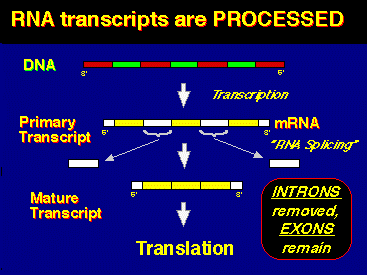 RNA transcripts are PROCESSED
DNA
5' 5'
Transcription
Primary
Transcript
5' 3'
mRNA
"RNA Splicing"
Mature
Transcript
5' 3'
INTRONS
removed,
EXONS
remain
Translation